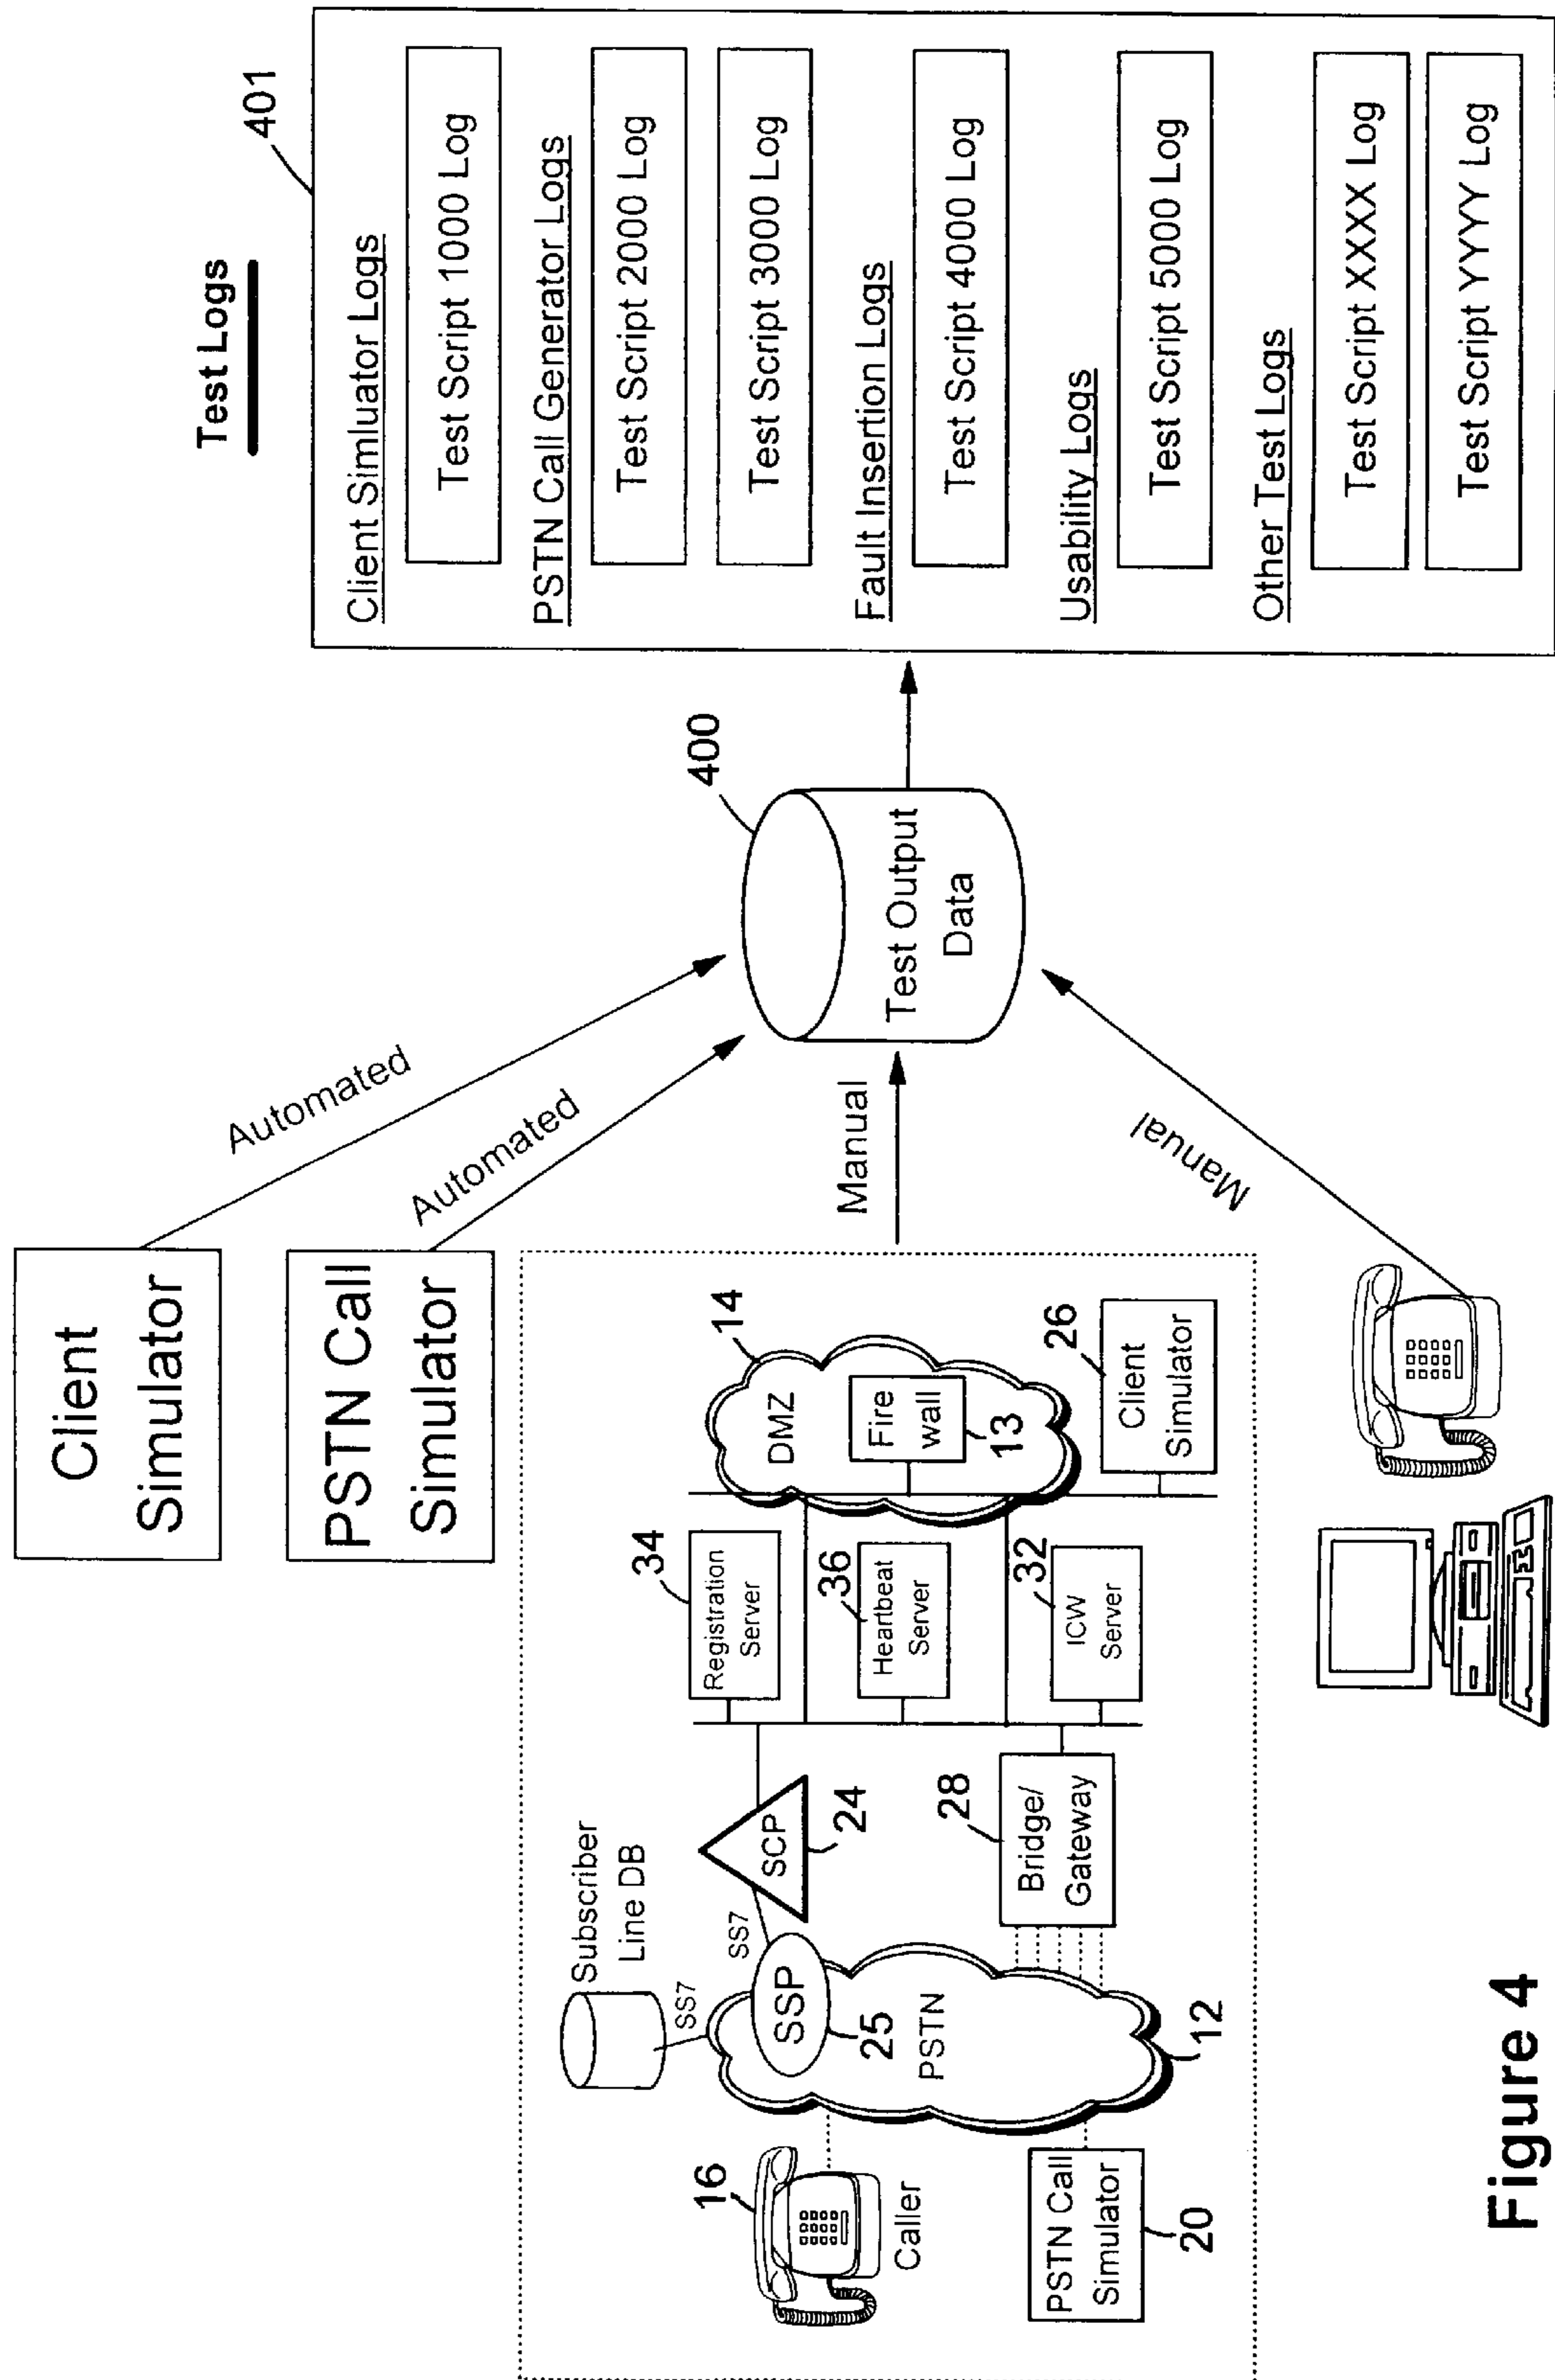 Client
Simulator
PSTN Call
Simulator
Automated
Automated
Manual
Manual
Subscriber
Line DB
SS7
SS7
SCP
24
SSP
25
PSTN
12
16
Caller
PSTN Call
Simulator
20
Bridge/
Gateway
28
Registration
Server
34
Heartbeat
Server
36
ICW
Server
32
DMZ
14
Fire
wall
13
Client
Simulator
26
Test Output
Data
400
Test Logs
401
Client Simluator Logs
Test Script 1000 Log
PSTN Call Generator Logs
Test Script 2000 Log
Test Script 3000 Log
Fault Insertion Logs
Test Script 4000 Log
Usability Logs
Test Script 5000 Log
Other Test Logs
Test Script XXXX Log
Test Script YYYY Log
Figure 4